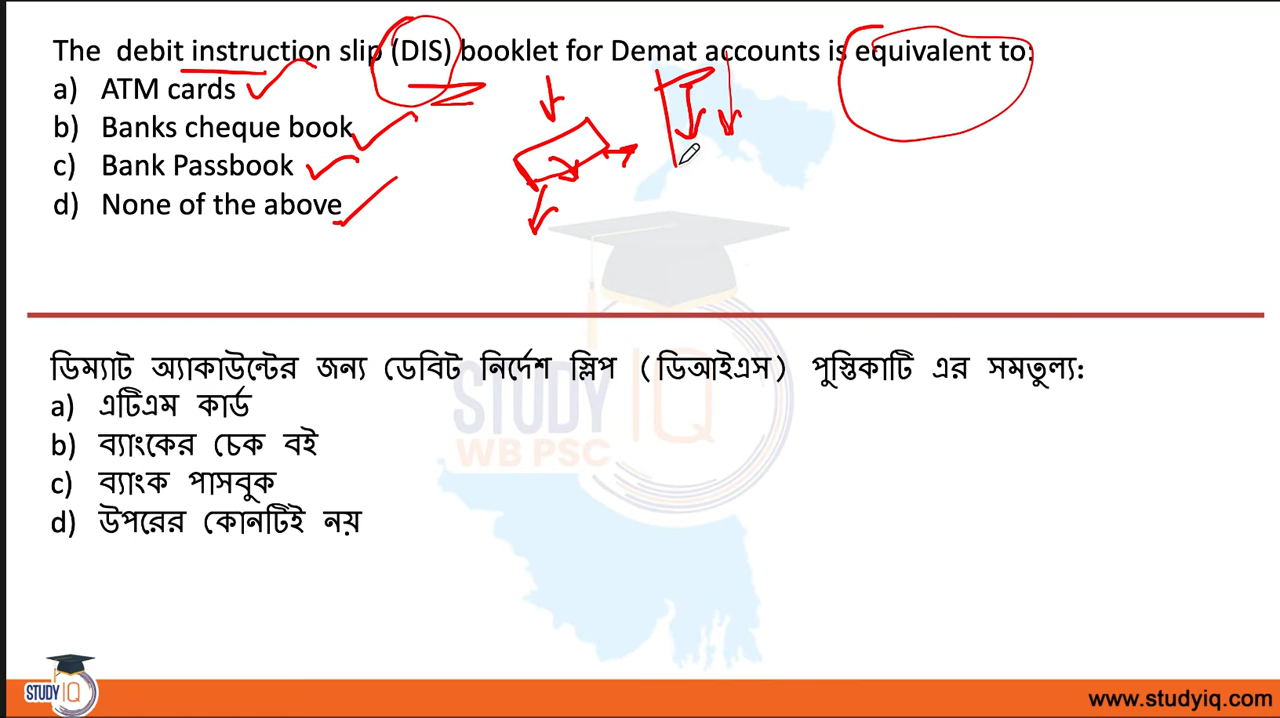 The debit instruction slip (DIS) booklet for Demat accounts is equivalent to:
a) ATM cards
b) Banks cheque book
c) Bank Passbook
d) None of the above
ডিম্যাট অ্যাকাউন্টের জন্য ডেবিট নির্দেশ স্লিপ (ডিআইএস) পুস্তিকাটি এর সমতুল্য:
a) এটিএম কার্ড
b) ব্যাংকের চেক বই
c) ব্যাংক পাসবুক
d) উপরের কোনটিই নয়
STUDY IQ
WB PSC
STUDY IQ
www.studyiq.com